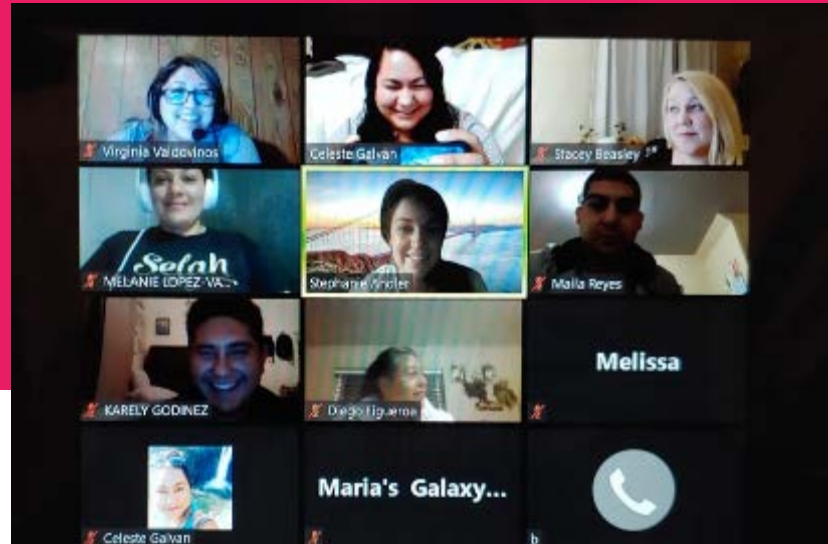 Virginia Valdovinos
Celeste Galvan
Stacey Beasley
Selah
MELANIE LOPEZ-VA...
Stephanie Andler
Malia Reyes
KARELY GODINEZ
Diego Figueroa
Melissa
Celeste Galvan
Maria's Galaxy...
b